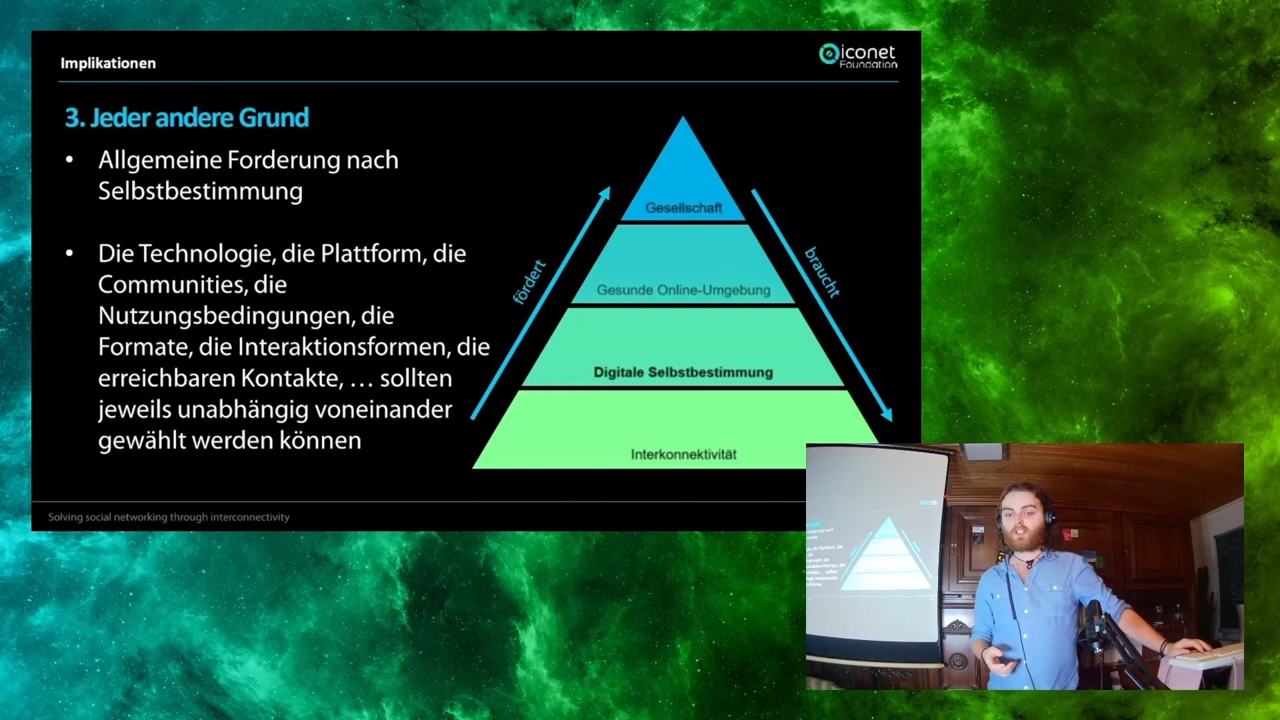 Implikationen
iconet
Foundation
3. Jeder andere Grund
• Allgemeine Forderung nach
Selbstbestimmung
• Die Technologie, die Plattform, die
Communities, die
Nutzungsbedingungen, die
Formate, die Interaktionsformen, die
erreichbaren Kontakte, … sollten
jeweils unabhängig voneinander
gewählt werden können
fördert
braucht
Gesellschaft
Gesunde Online-Umgebung
Digitale Selbstbestimmung
Interkonnektivität
Solving social networking through interconnectivity